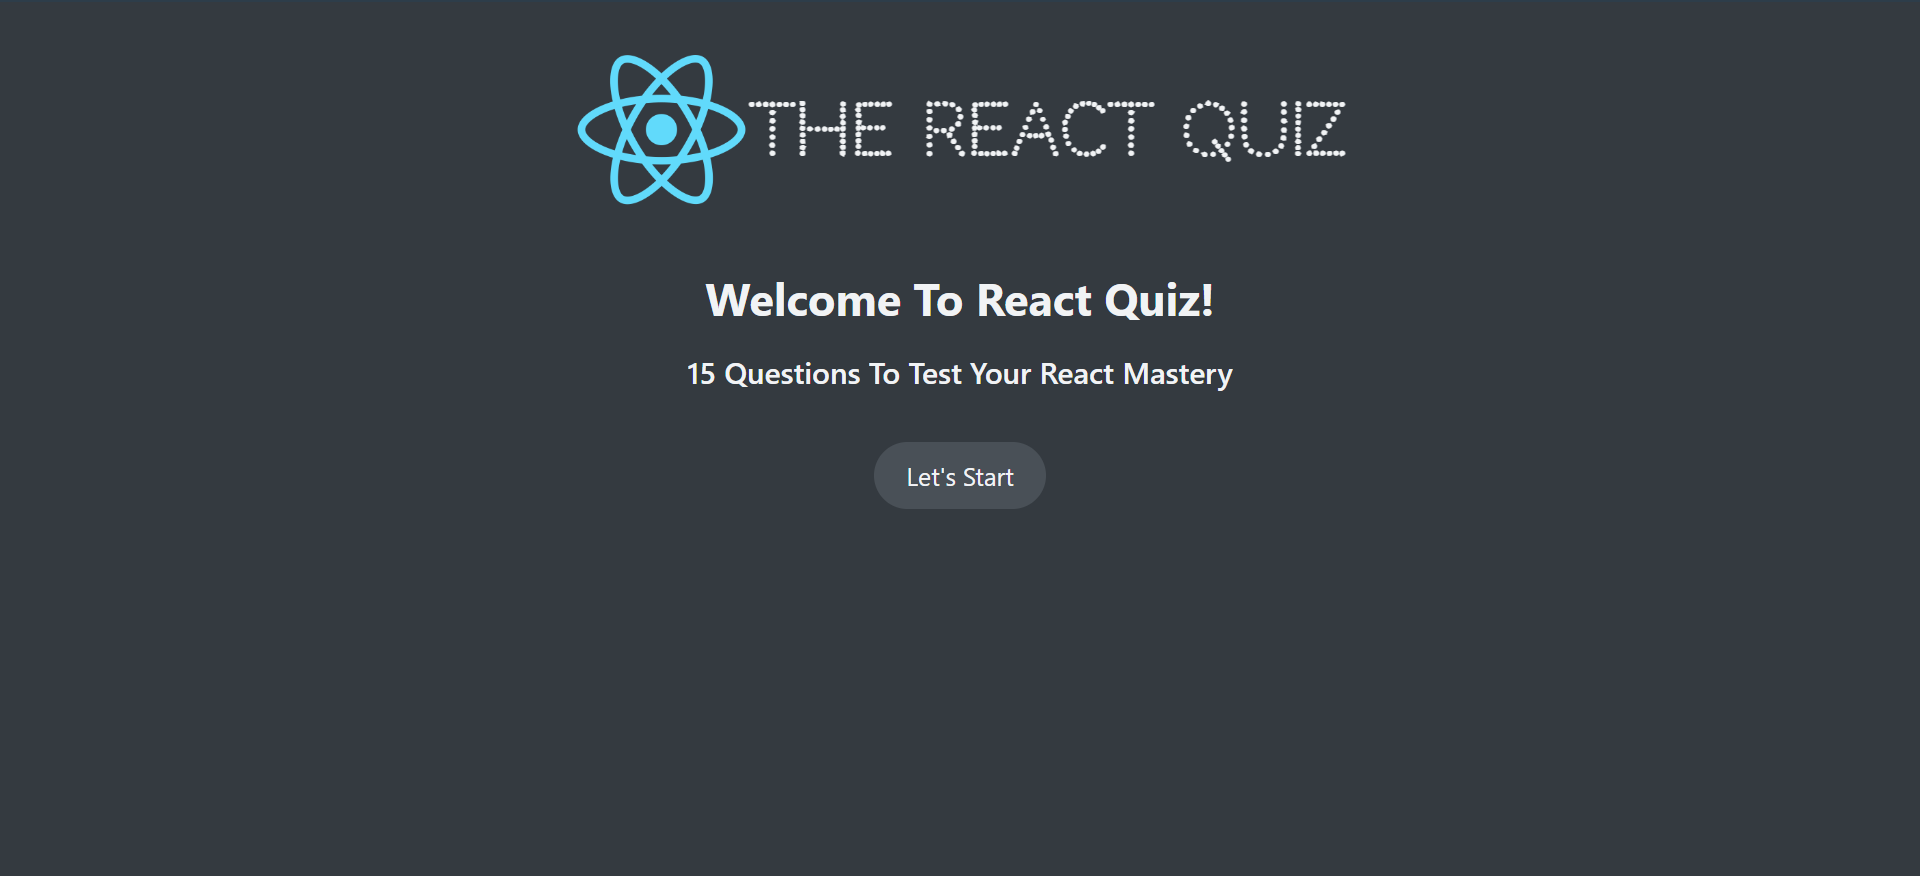 THE REACT QUIZ
Welcome To React Quiz!
15 Questions To Test Your React Mastery
Let's Start